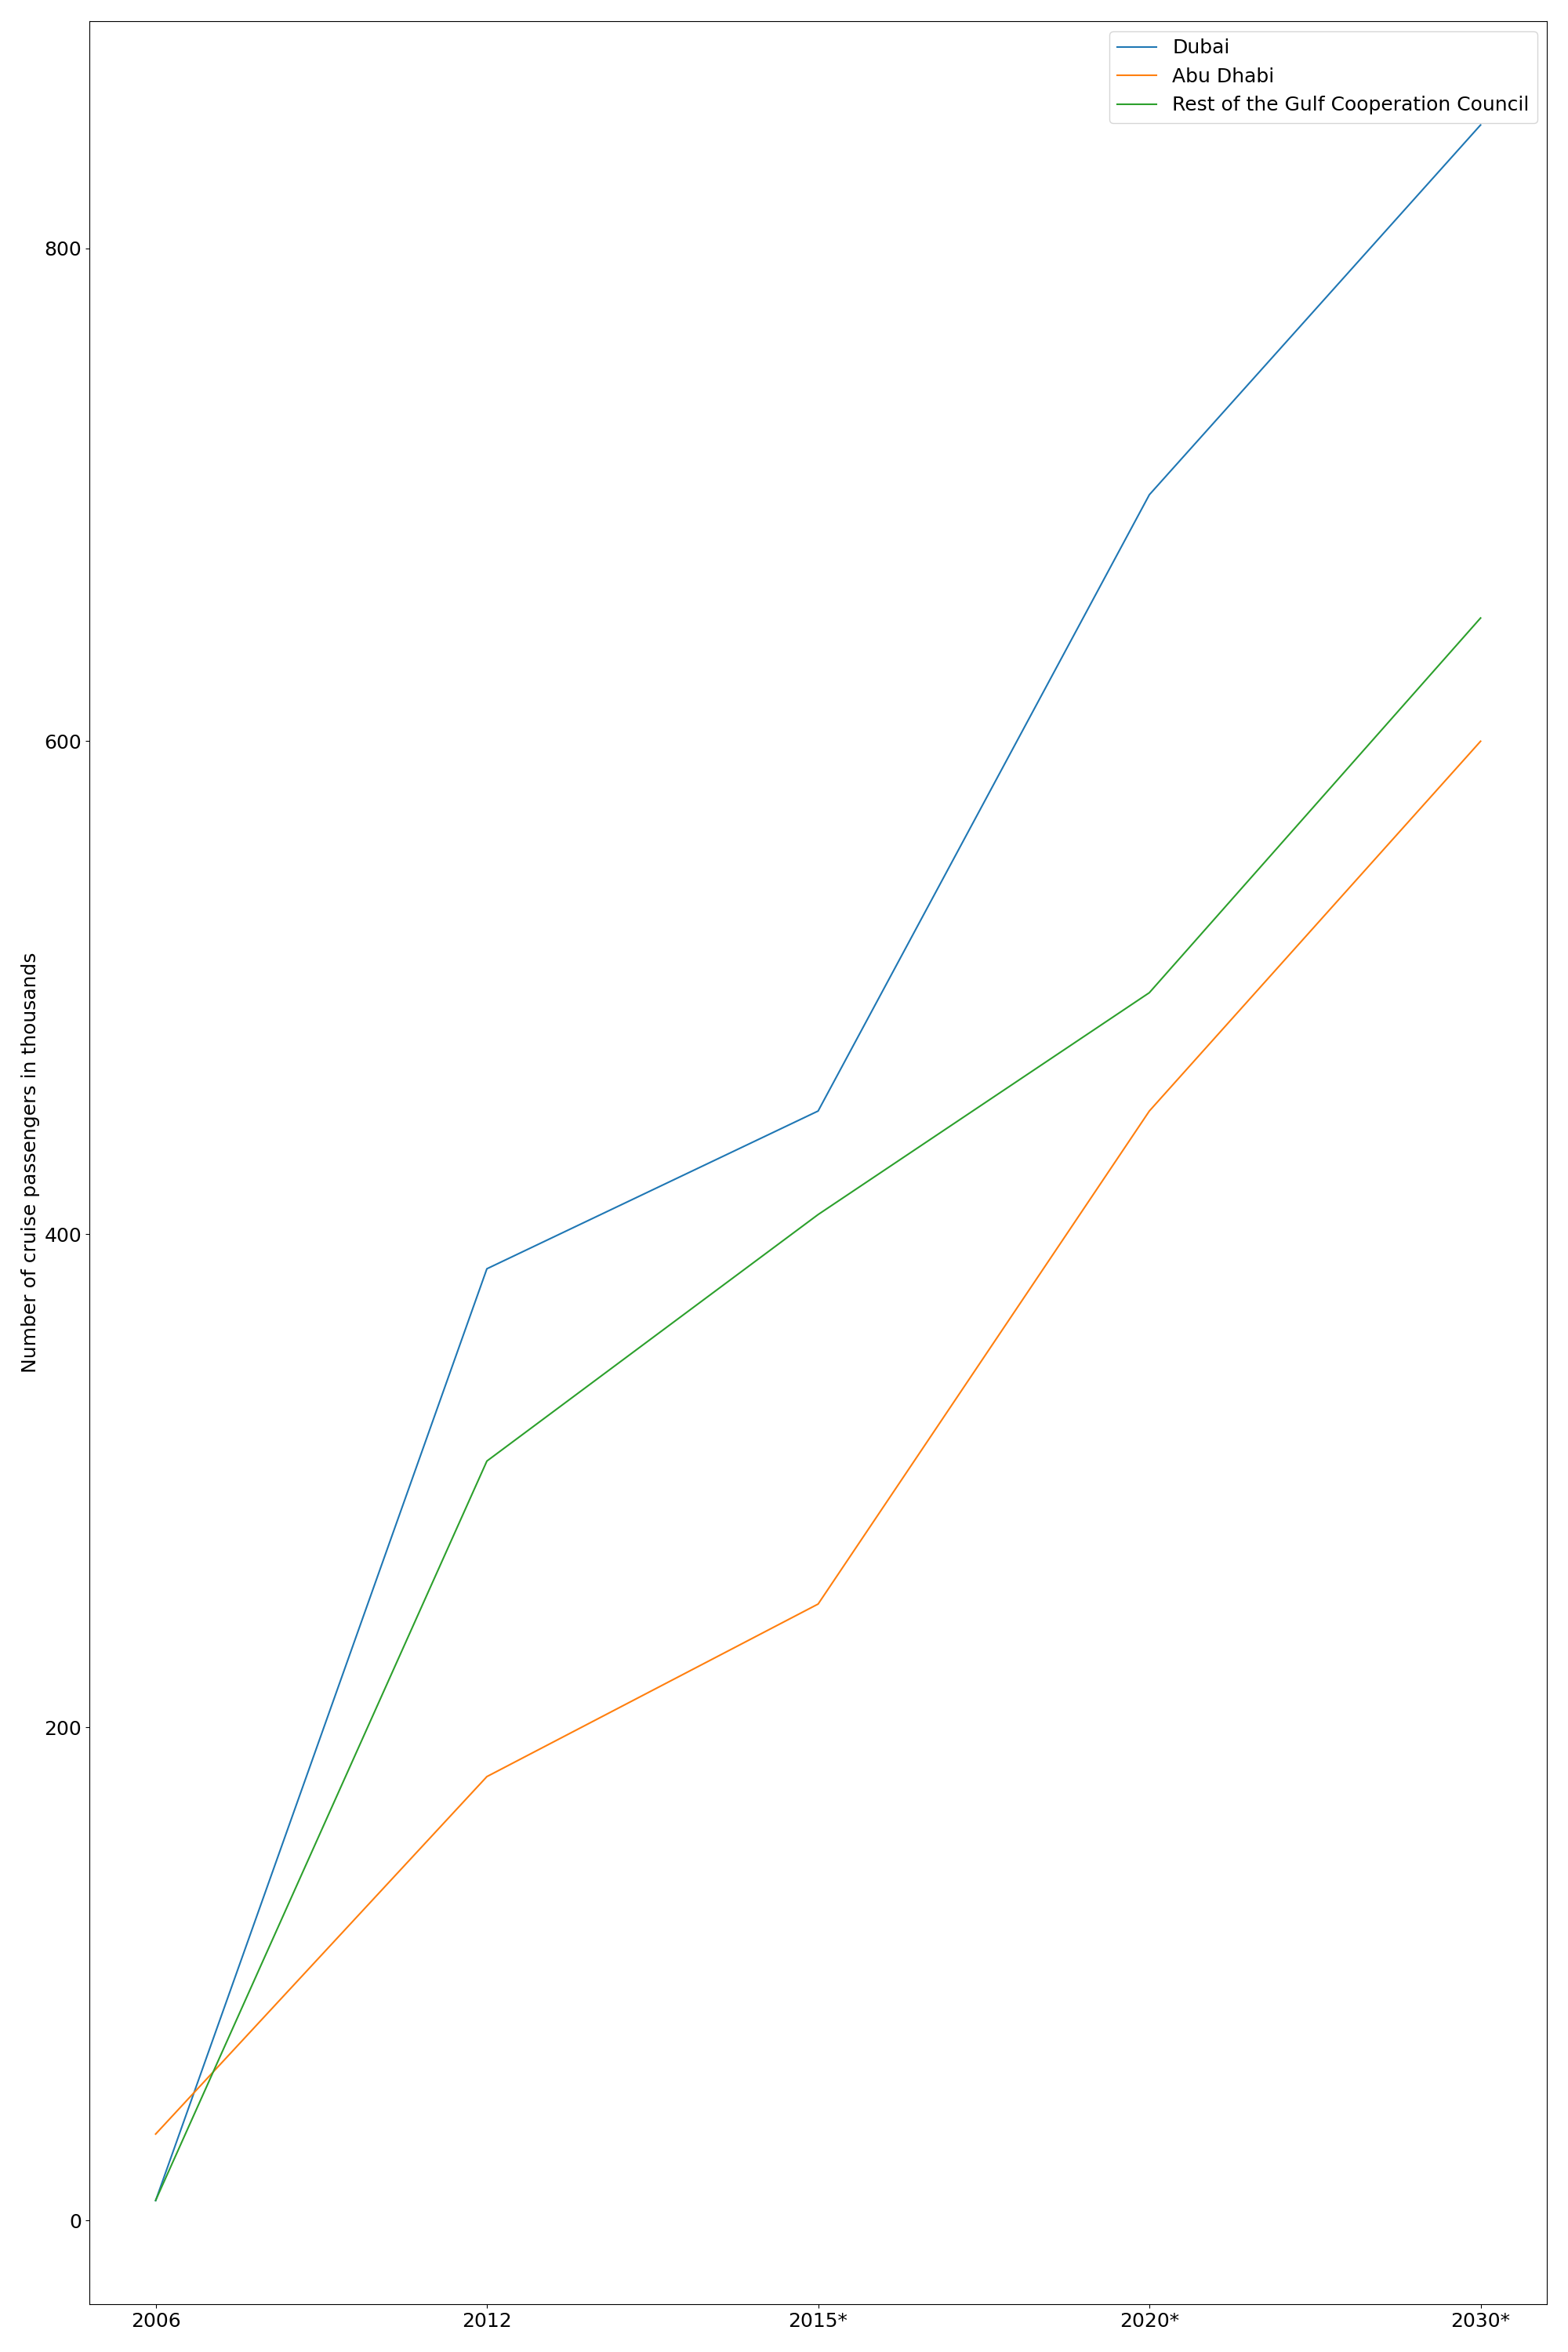 Dubai
Abu Dhabi
Rest of the Gulf Cooperation Council
Number of cruise passengers in thousands
800
600
400
200
0
2006 2012 2015* 2020* 2030*